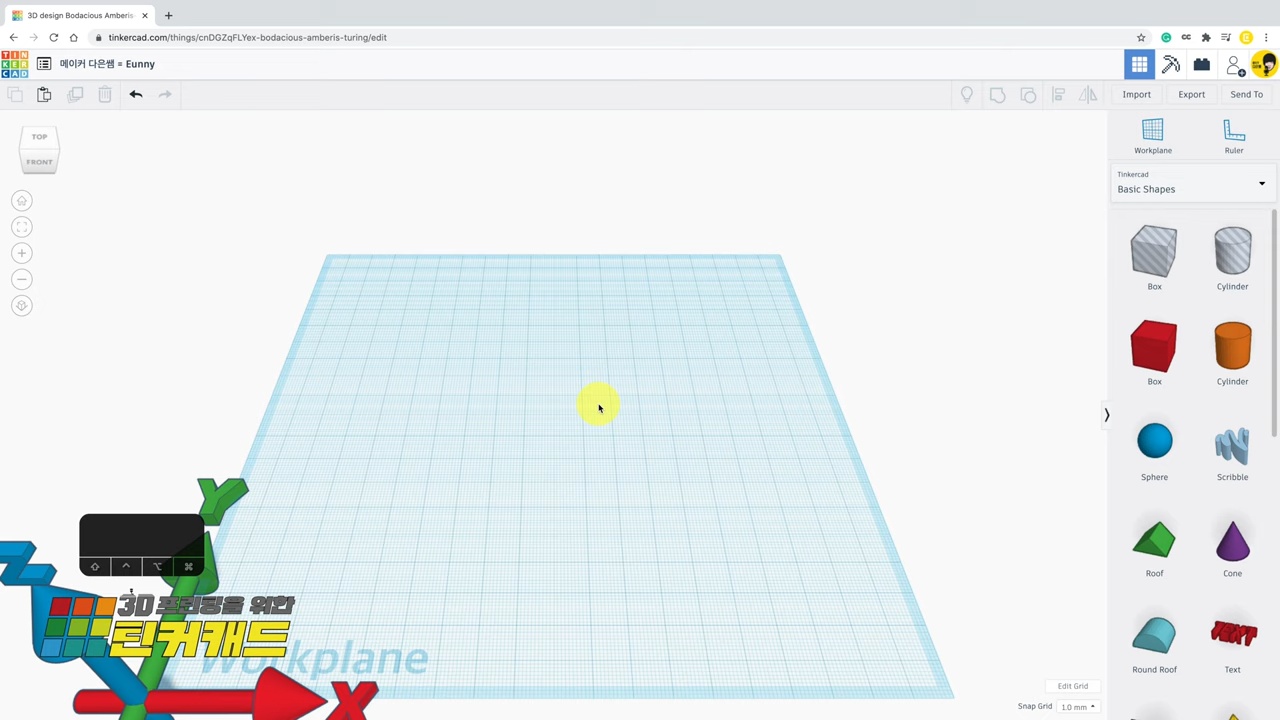 3D design Bodacious Amberis
tinkercad.com/things/cnDGZqFLYex-bodacious-amberis-turing/edit
TIN
KER
CAD
메이커 다은쌤 = Eunny
Import
Export
Send To
TOP
FRONT
Workplane
Ruler
Tinkercad
Basic Shapes
Box
Cylinder
Box
Cylinder
Sphere
Scribble
Roof
Cone
Round Roof
TEXT
Text
Y
Z
X
3D 프린팅을 위한
틴커캐드
Workplane
Edit Grid
Snap Grid
1.0 mm